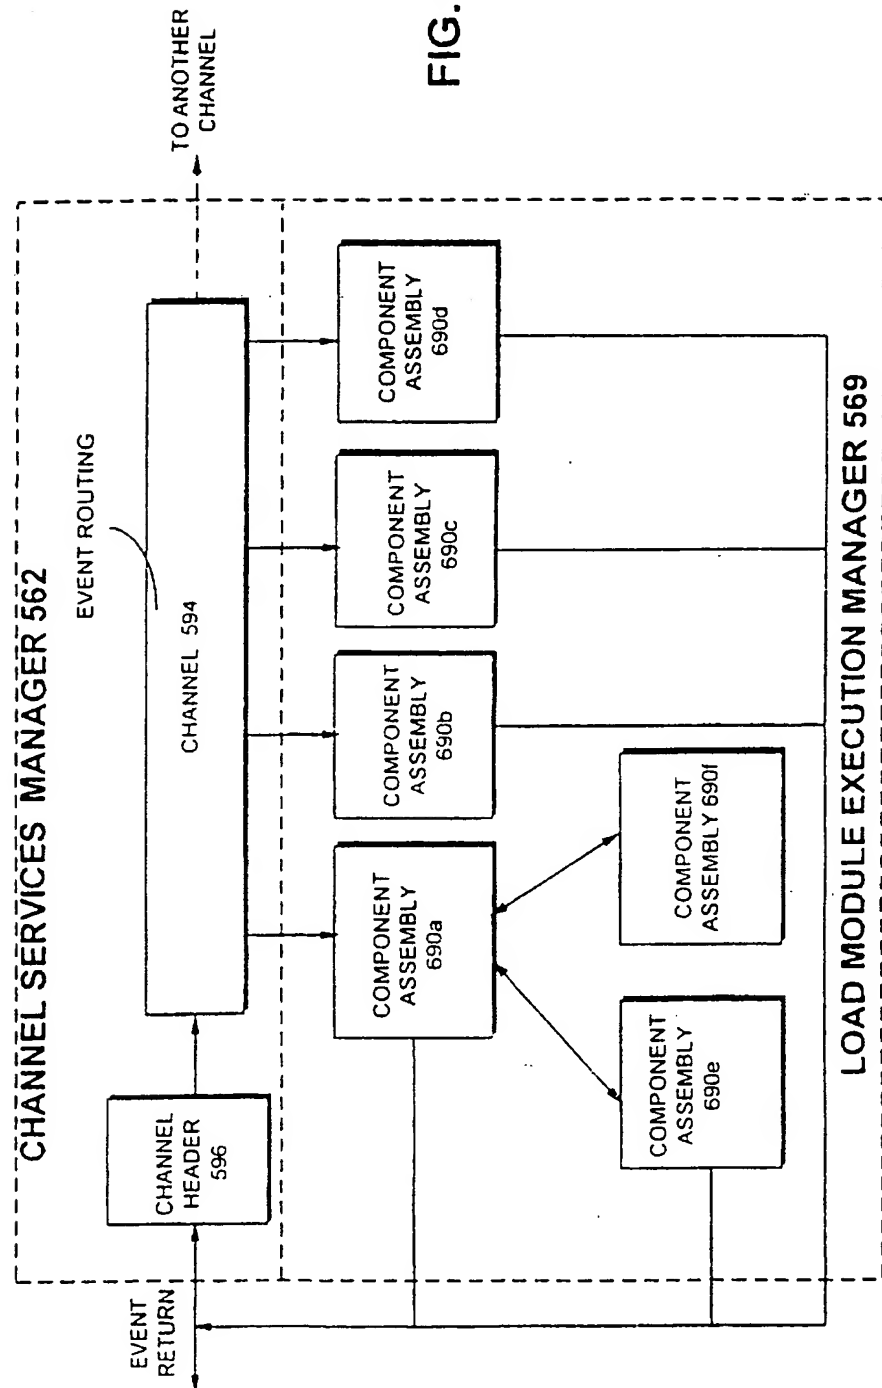 CHANNEL SERVICES MANAGER 562
EVENT ROUTING
TO ANOTHER
CHANNEL
EVENT
RETURN
CHANNEL
HEADER
596
CHANNEL 594
COMPONENT
ASSEMBLY
690a
COMPONENT
ASSEMBLY
690b
COMPONENT
ASSEMBLY
690c
COMPONENT
ASSEMBLY
690d
COMPONENT
ASSEMBLY
690e
COMPONENT
ASSEMBLY 690f
LOAD MODULE EXECUTION MANAGER 569
FIG.